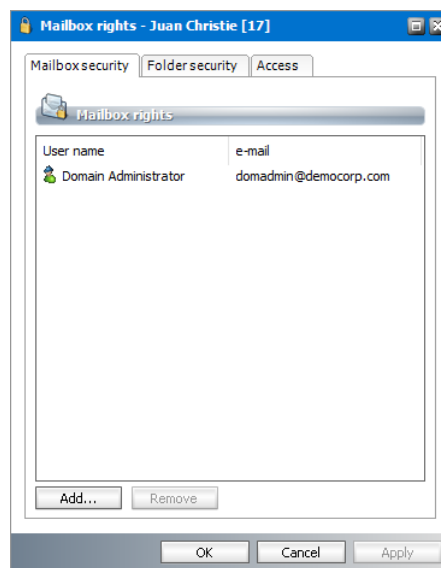 Mailbox rights - Juan Christie [17]
Mailbox security Folder security Access
Mailbox rights
User name e-mail
Domain Administrator domadmin@democorp.com
Add... Remove
OK Cancel Apply